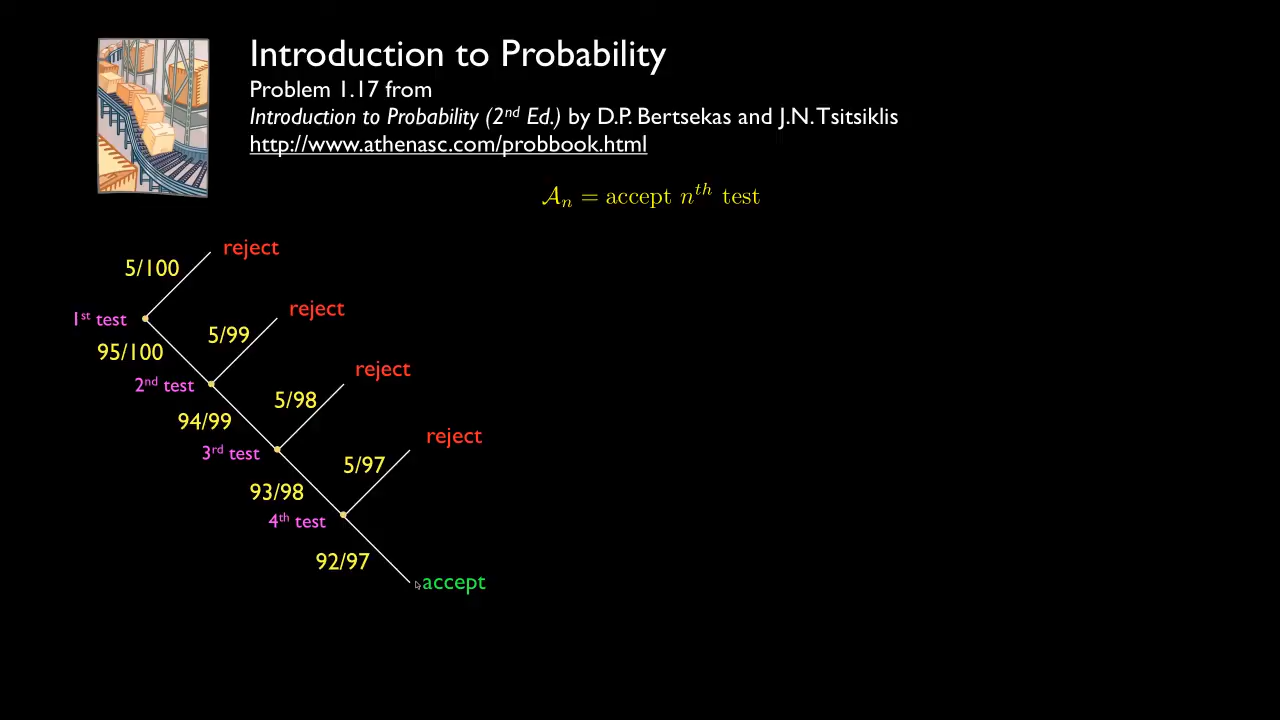 Introduction to Probability
Problem 1.17 from
Introduction to Probability (2nd Ed.) by D.P. Bertsekas and J.N. Tsitsiklis
http://www.athenasc.com/probbook.html
𝒜ₙ = accept nᵗʰ test
reject
5/100
1st test
reject
5/99
95/100
reject
2nd test
5/98
94/99
reject
3rd test
5/97
93/98
4th test
92/97
accept